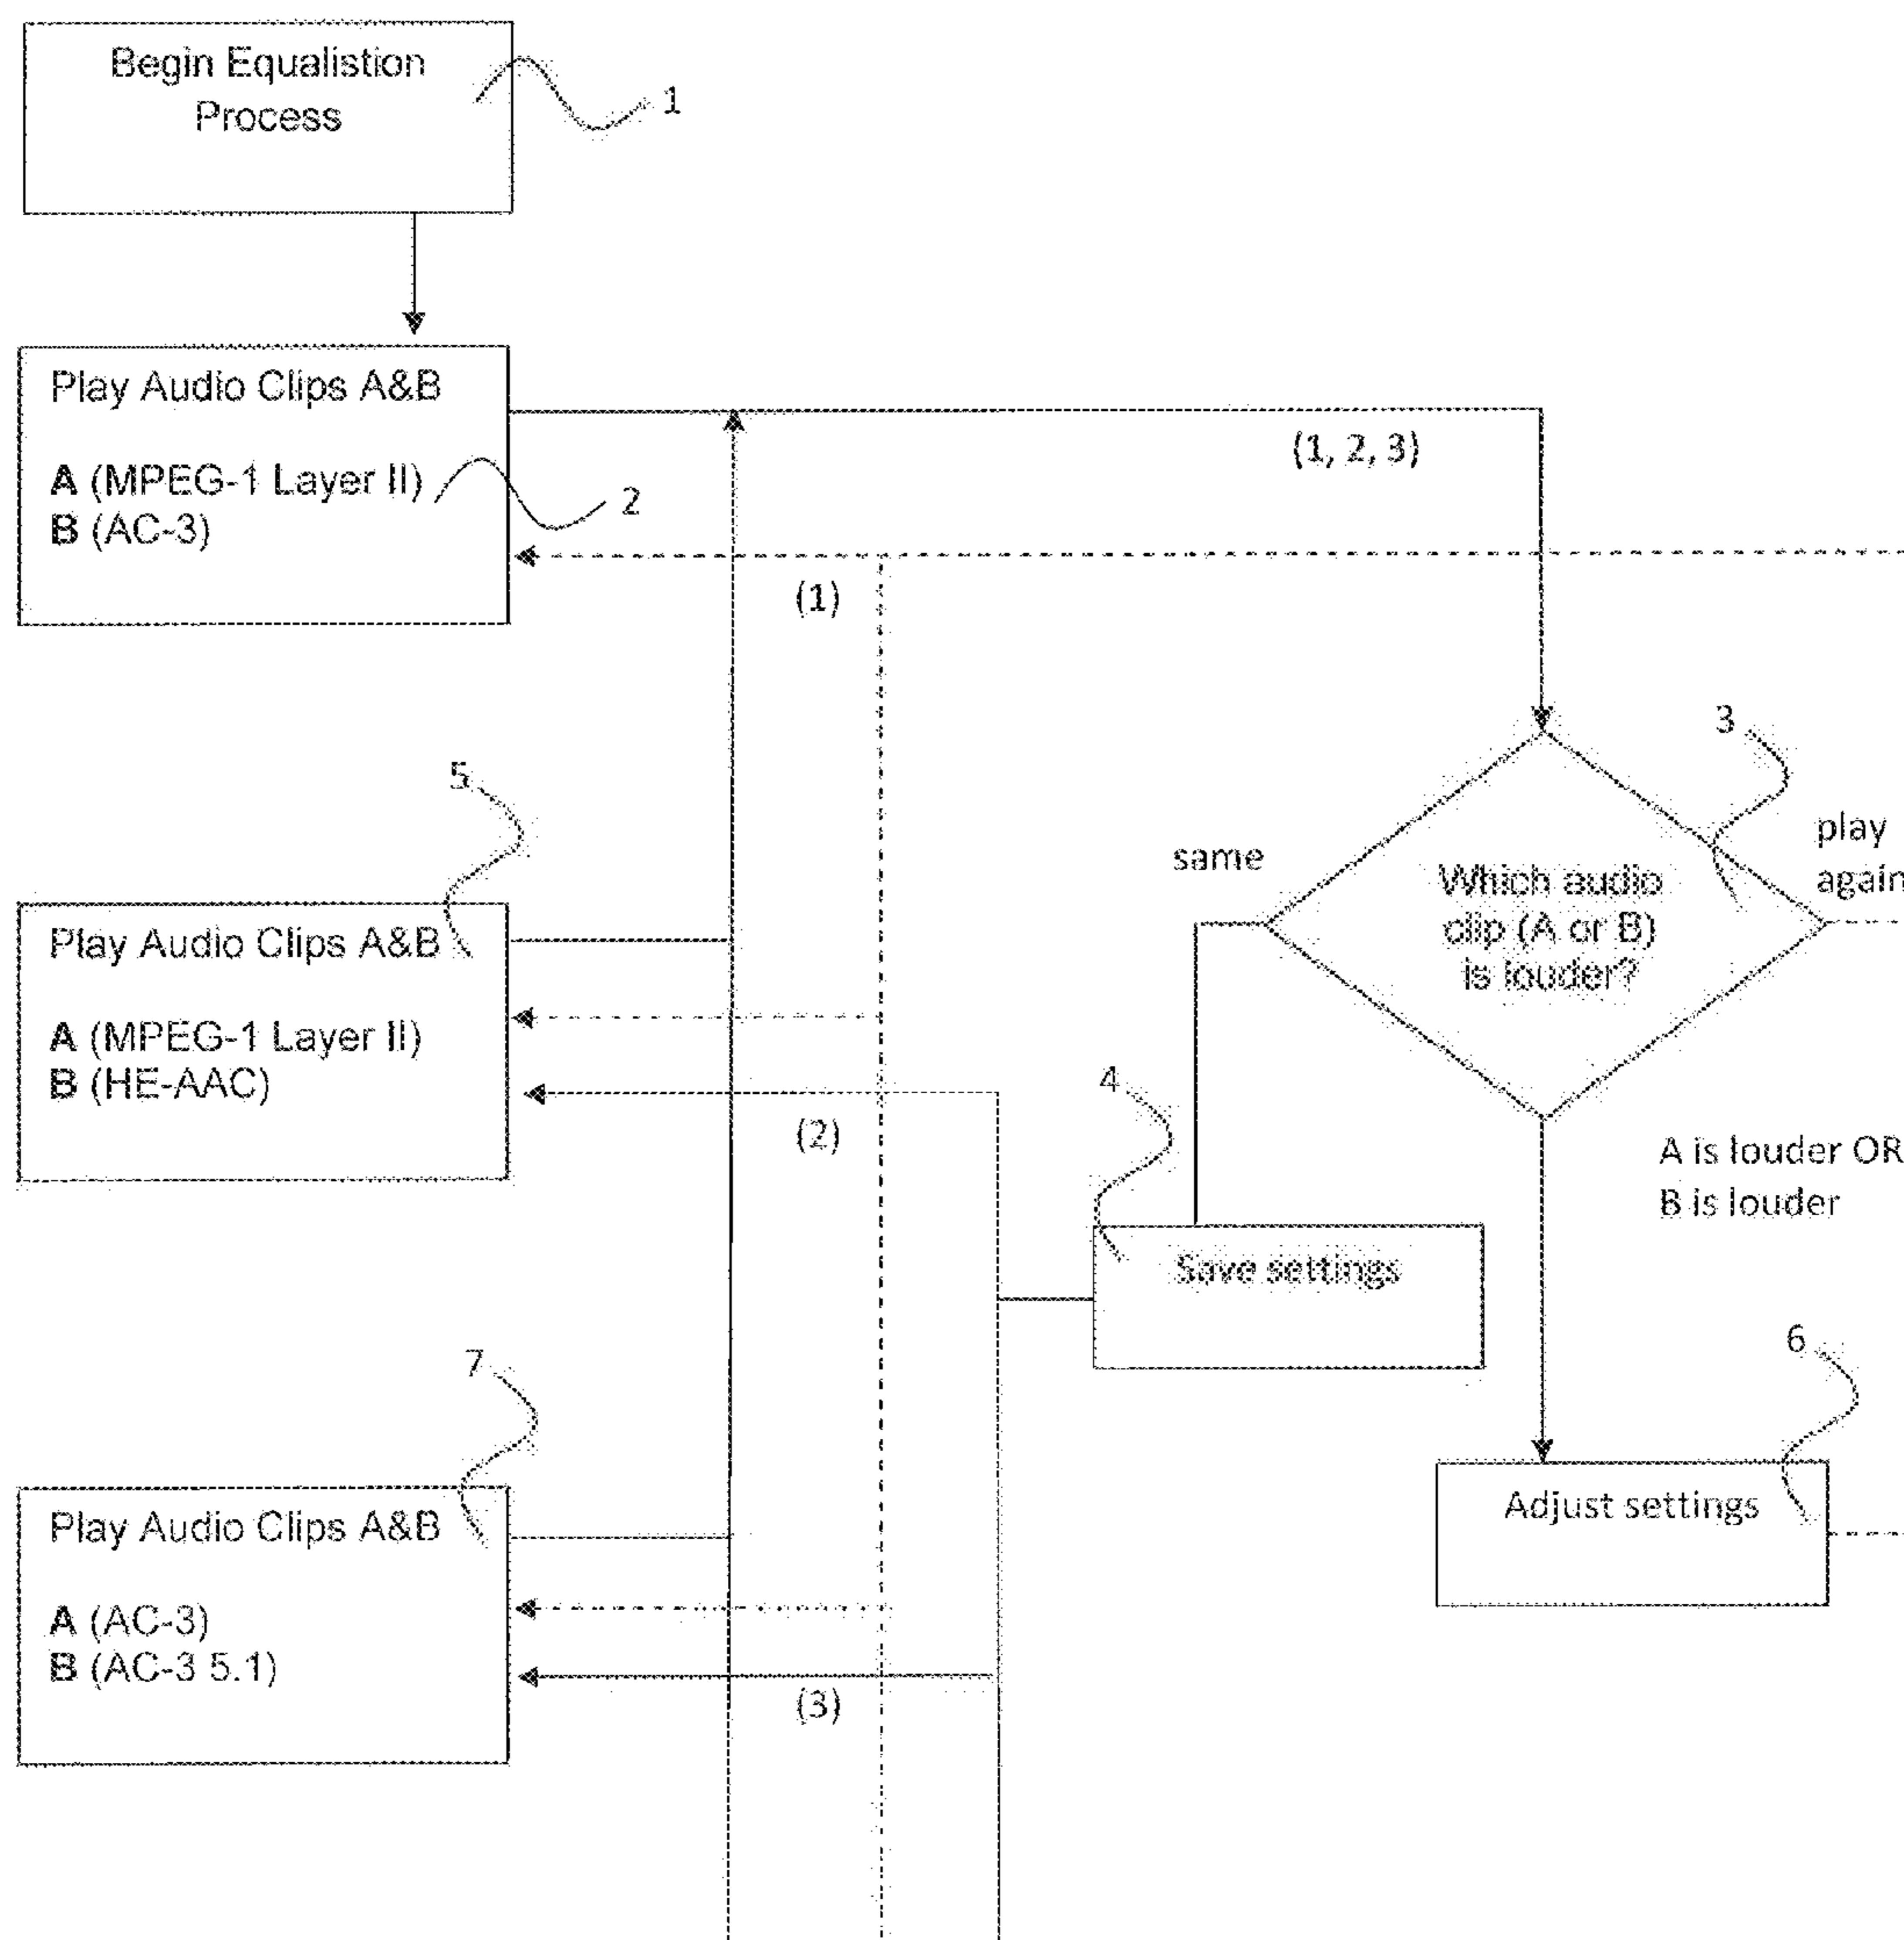 Begin Equalistion
Process
1
Play Audio Clips A&B
A (MPEG-1 Layer II)
B (AC-3)
2
(1, 2, 3)
(1)
3
play
again
same
Which audio
clip (A or B)
is louder?
5
Play Audio Clips A&B
A (MPEG-1 Layer II)
B (HE-AAC)
(2)
4
A is louder OR
B is louder
Save settings
6
Adjust settings
7
Play Audio Clips A&B
A (AC-3)
B (AC-3 5.1)
(3)